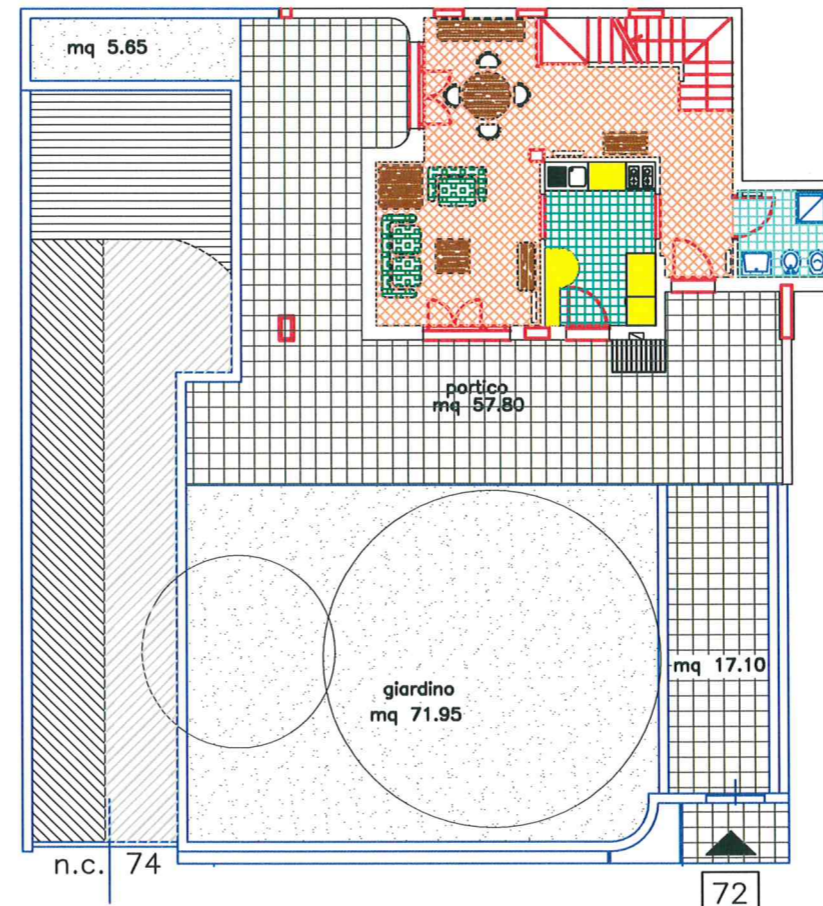 mq 5.65
portico
mq 57.80
mq 17.10
giardino
mq 71.95
n.c. 74
72